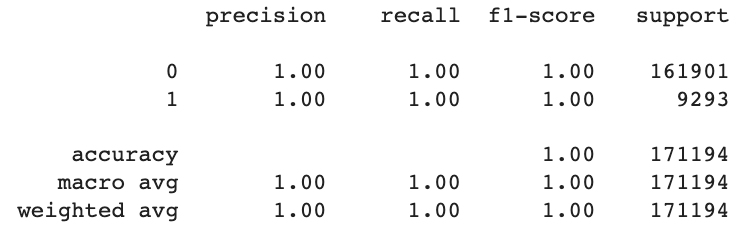 precision recall f1-score support
0 1.00 1.00 1.00 161901
1 1.00 1.00 1.00 9293
accuracy 1.00 171194
macro avg 1.00 1.00 1.00 171194
weighted avg 1.00 1.00 1.00 171194